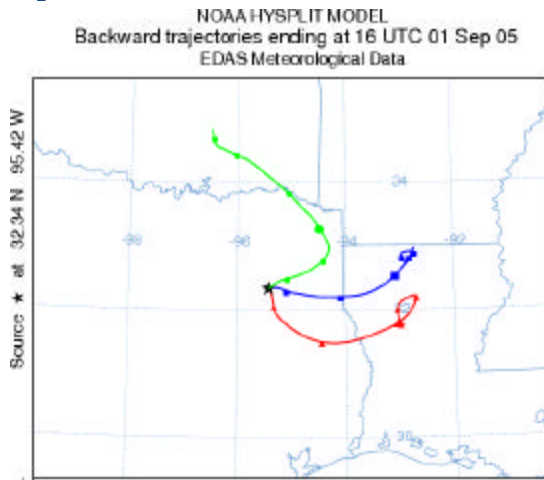 NOAA HYSPLIT MODEL
Backward trajectories ending at 16 UTC 01 Sep 05
EDAS Meteorological Data
Source ★ at 32.34 N 95.42 W
34
-98
-96
-94
-92
32
30